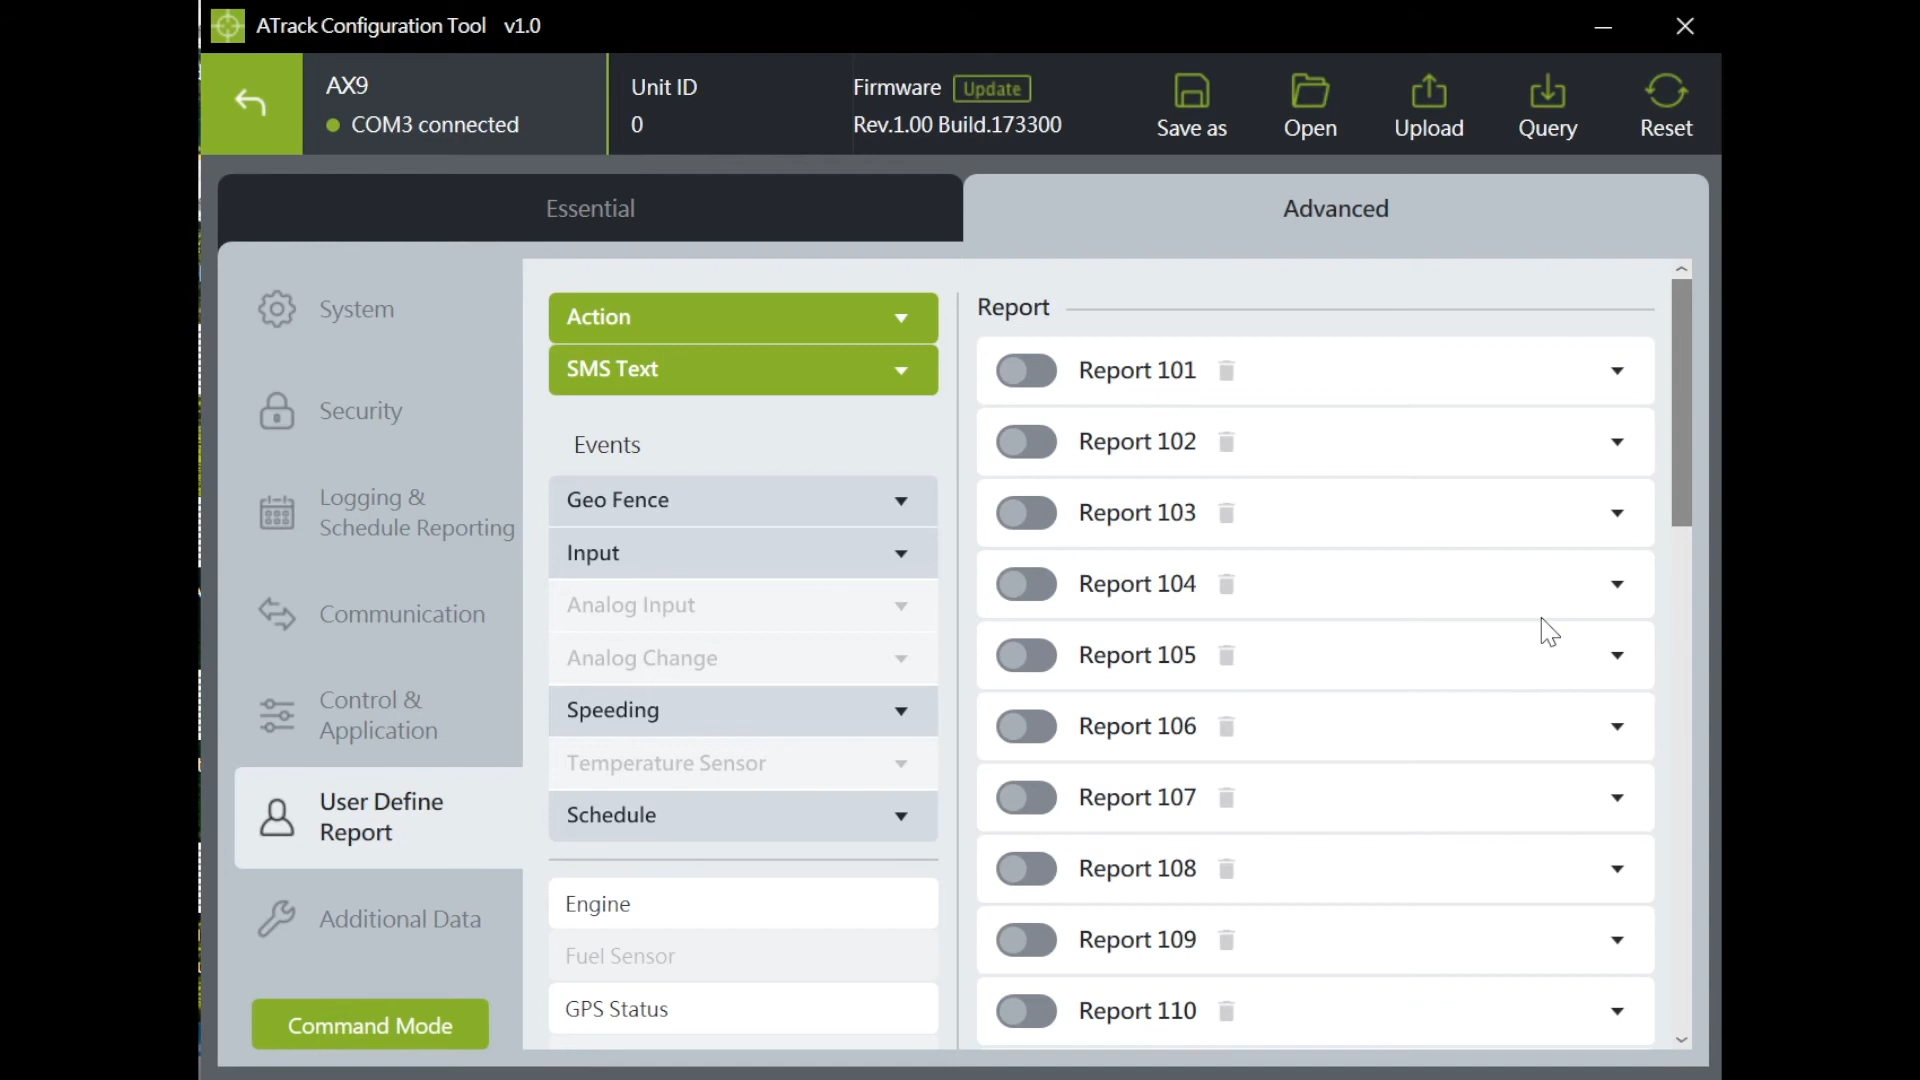 ATrack Configuration Tool v1.0
AX9
COM3 connected
Unit ID
0
Firmware Update
Rev.1.00 Build.173300
Save as
Open
Upload
Query
Reset
Essential
Advanced
System
Security
Logging &
Schedule Reporting
Communication
Control &
Application
User Define
Report
Additional Data
Command Mode
Action
SMS Text
Events
Geo Fence
Input
Analog Input
Analog Change
Speeding
Temperature Sensor
Schedule
Engine
Fuel Sensor
GPS Status
Report
Report 101
Report 102
Report 103
Report 104
Report 105
Report 106
Report 107
Report 108
Report 109
Report 110